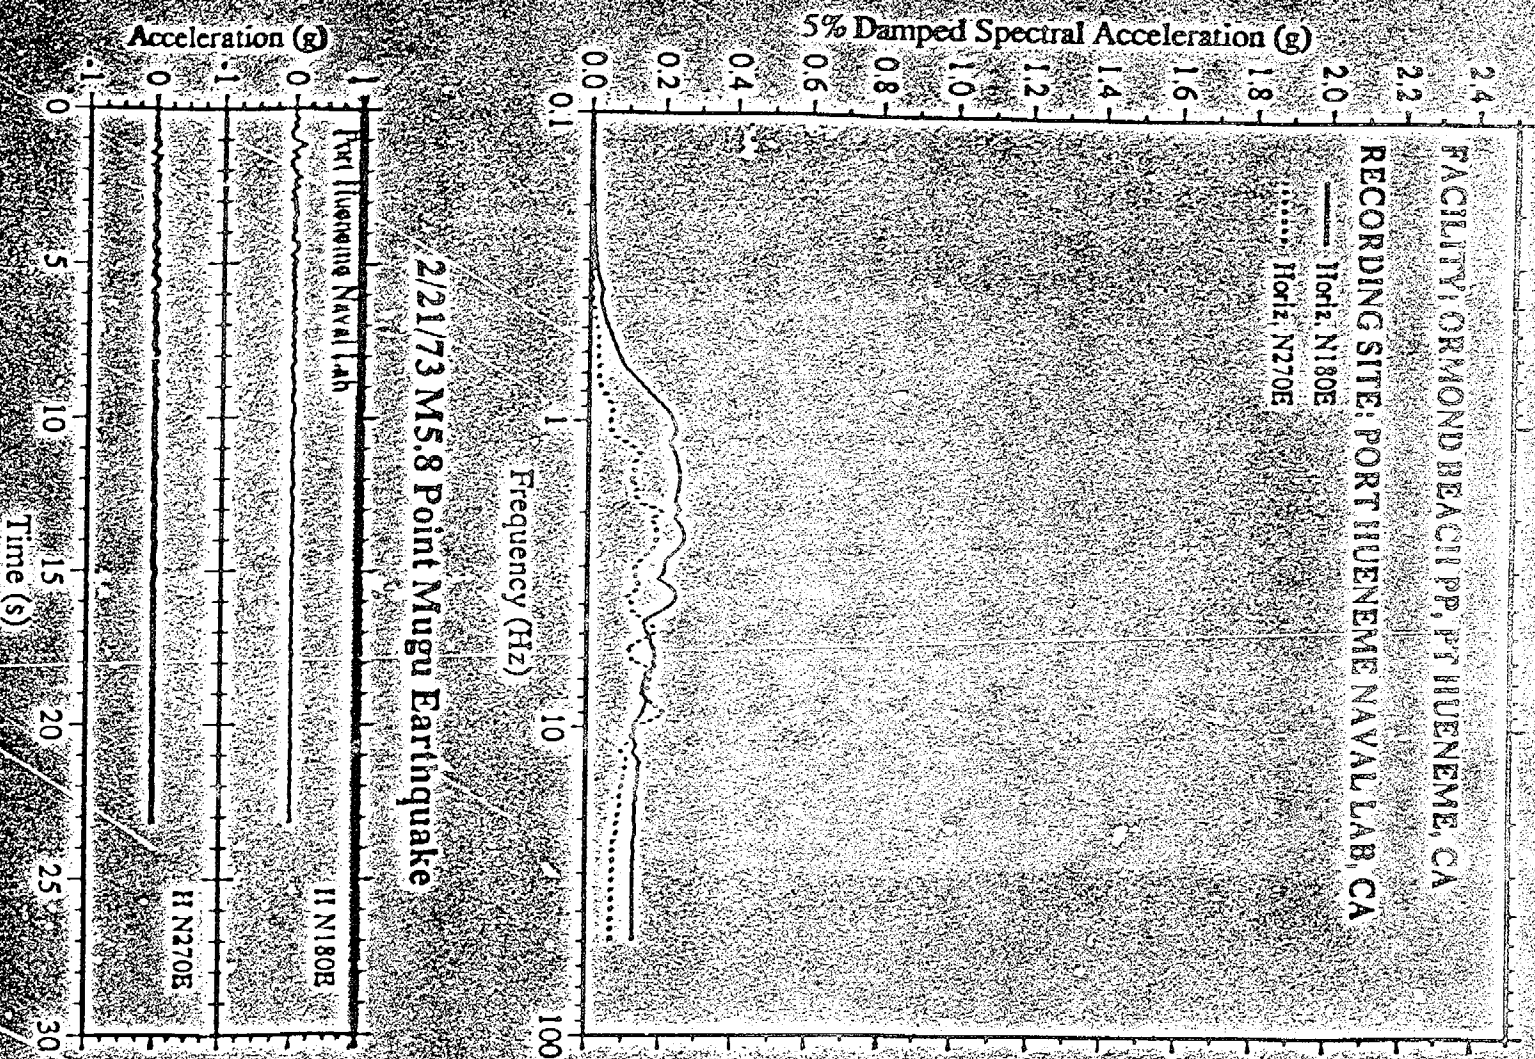 5% Damped Spectral Acceleration (g)
2.4
2.2
2.0
1.8
1.6
1.4
1.2
1.0
0.8
0.6
0.4
0.2
0.0
FACILITY: ORMOND BEACH PP, PT HUENEME, CA
RECORDING SITE: PORT HUENEME NAVAL LAB, CA
Horiz, N180E
Horiz, N270E
0.1 1 10 100
Frequency (Hz)
2/21/73 M5.8 Point Mugu Earthquake
Acceleration (g)
1
0
-1
0
-1
Port Hueneme Naval Lab
H N180E
H N270E
0 5 10 15 20 25 30
Time (s)